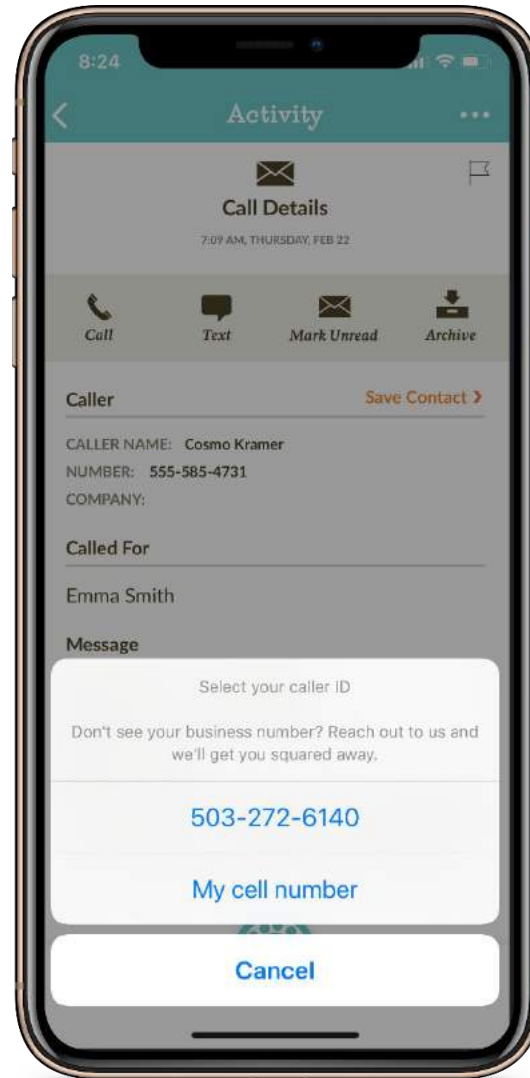 8:24
Activity
Call Details
7:09 AM, THURSDAY, FEB 22
Call Text Mark Unread Archive
Caller Save Contact ❯
CALLER NAME: Cosmo Kramer
NUMBER: 555-585-4731
COMPANY:
Called For
Emma Smith
Message
Select your caller ID
Don't see your business number? Reach out to us and
we'll get you squared away.
503-272-6140
My cell number
Cancel